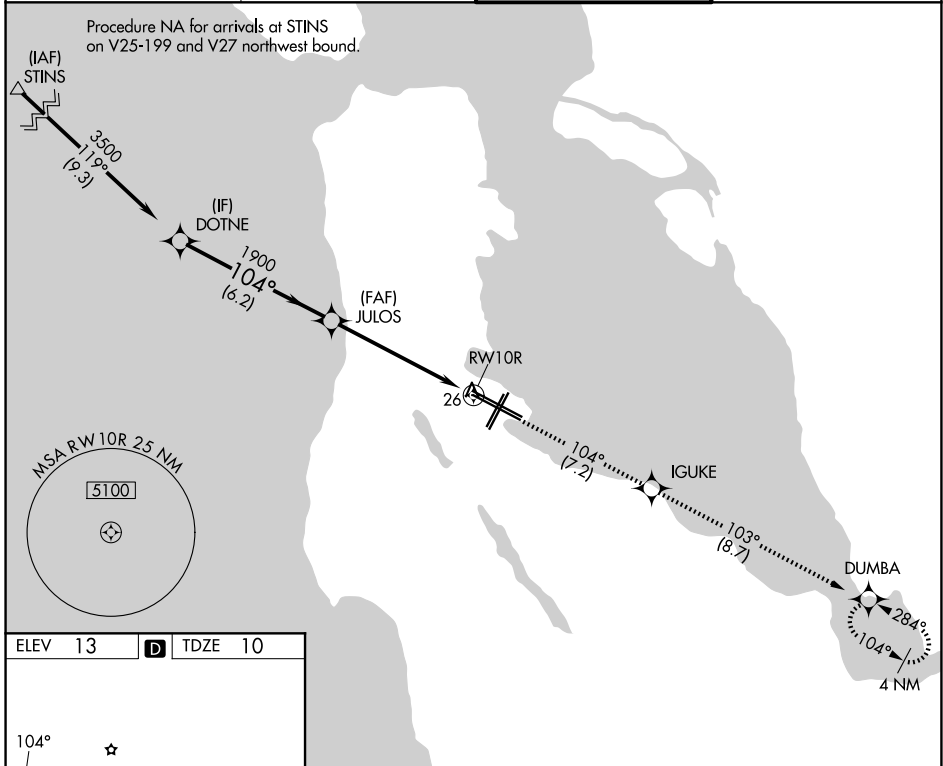 Procedure NA for arrivals at STINS
on V25-199 and V27 northwest bound.
(IAF)
STINS
3500
119°
(9.3)
(IF)
DOTNE
1900
104°
(6.2)
(FAF)
JULOS
RW10R
26
104°
(7.2)
IGUKE
103°
(8.7)
DUMBA
284°
104°
4 NM
MSA RW 10R 25 NM
5100
ELEV 13 D TDZE 10
104°